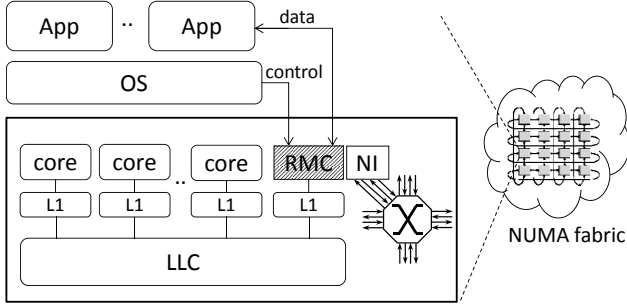 App .. App
data
OS
control
core core .. core RMC NI
L1 L1 L1 L1
LLC
NUMA fabric